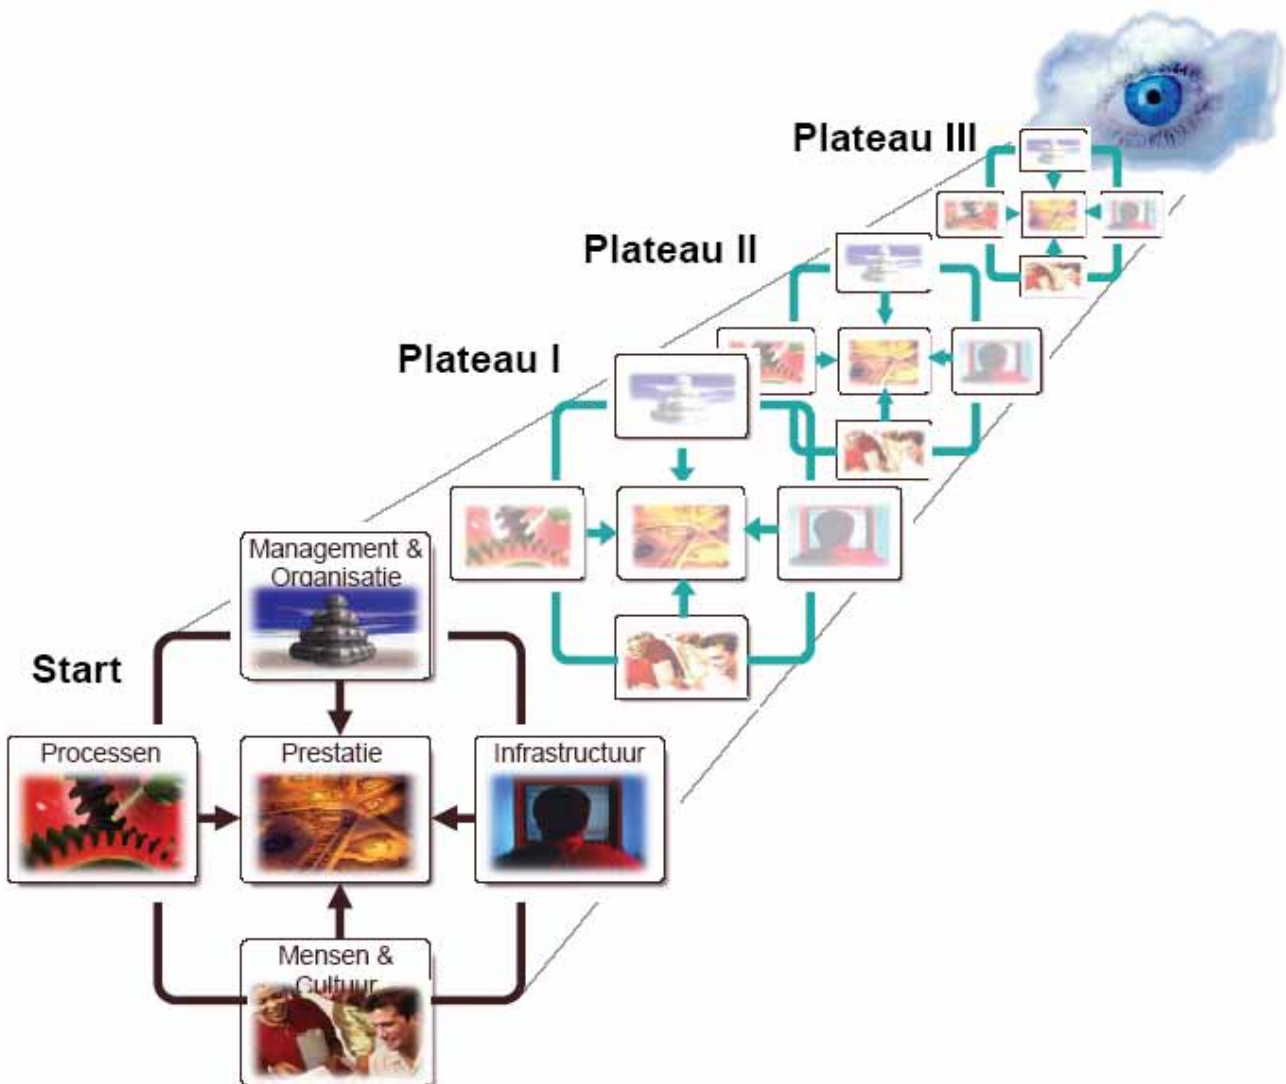 Plateau III
Plateau II
Plateau I
Start
Management &
Organisatie
Processen
Prestatie
Infrastructuur
Mensen &
Cultuur